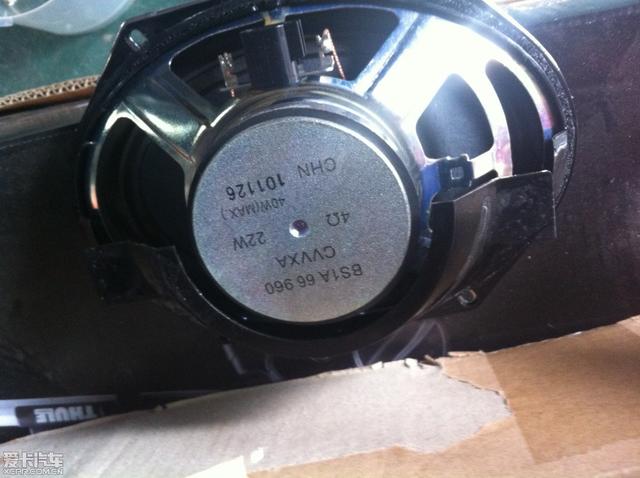 BS1A 66 960
CVVXA
4Ω 22W
40W(MAX.)
CHN 101126
THULE
爱卡汽车
XCAR.COM.CN